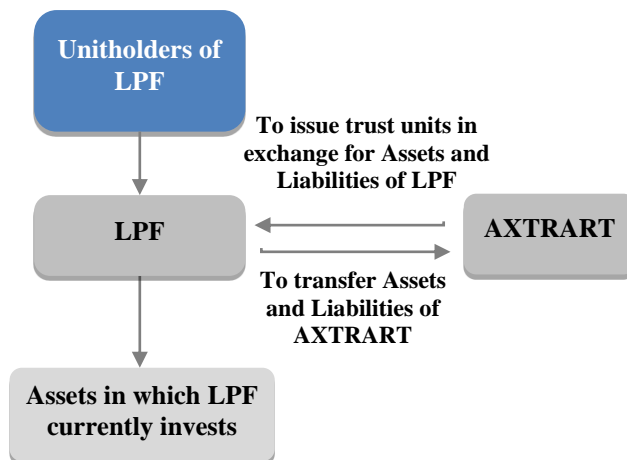 Unitholders of
LPF
To issue trust units in
exchange for Assets and
Liabilities of LPF
LPF
AXTRART
To transfer Assets
and Liabilities of
AXTRART
Assets in which LPF
currently invests